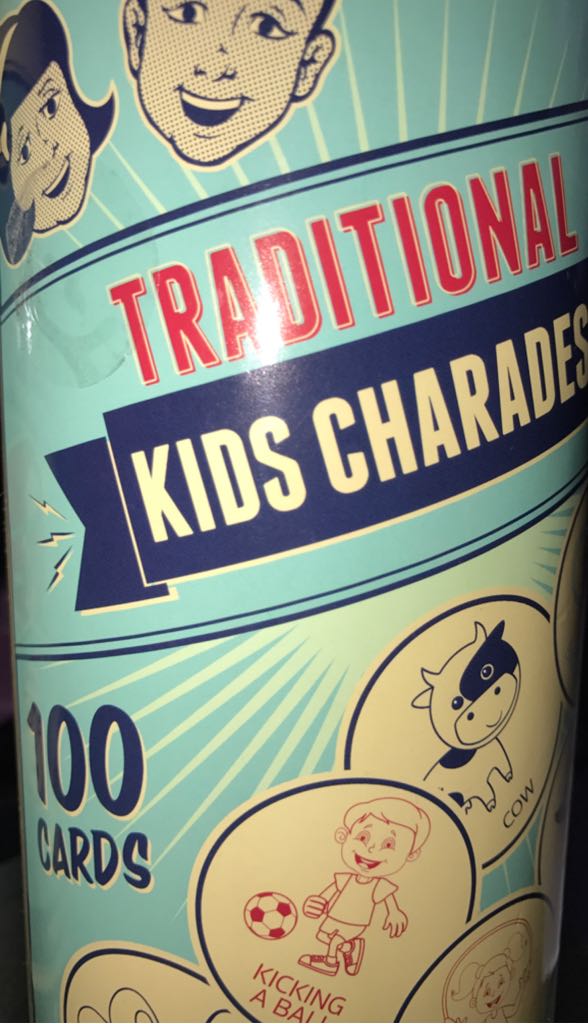 TRADITIONAL
KIDS CHARADES
100
CARDS
COW
KICKING
A BALL